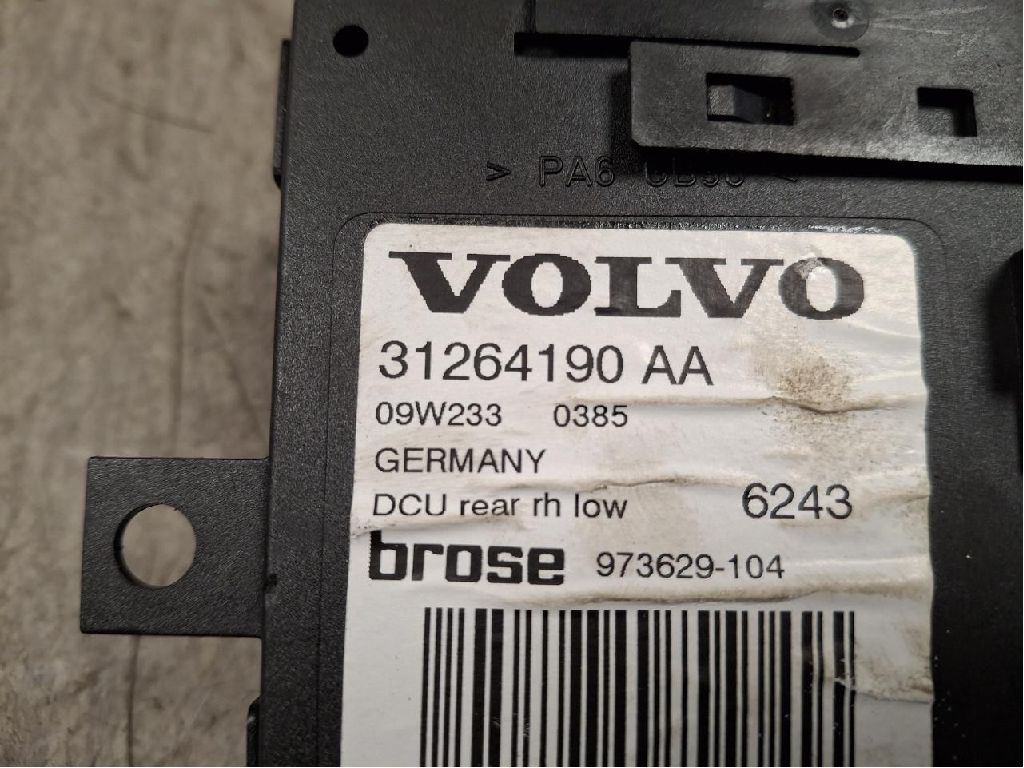 > PA6
VOLVO
31264190 AA
09W233 0385
GERMANY
DCU rear rh low 6243
brose 973629-104